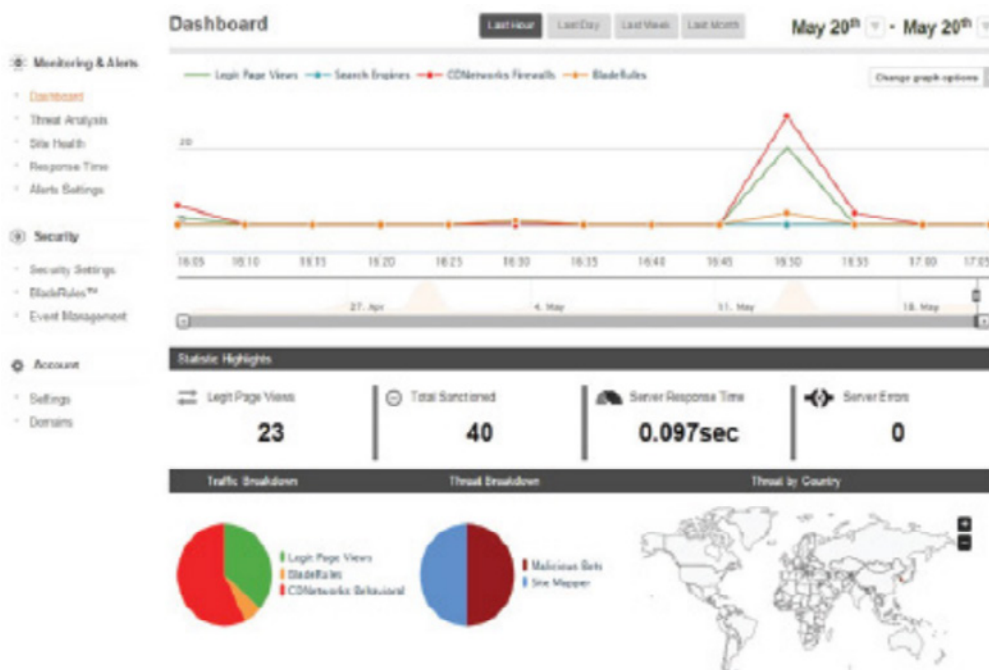 Dashboard
Last Hour Last Day Last Week Last Month
May 20th - May 20th
Monitoring & Alerts
Dashboard
Threat Analysis
Site Health
Response Time
Alerts Settings
Security
Security Settings
BladeRules™
Event Management
Account
Settings
Domains
Legit Page Views Search Engines CDNetworks Firewalls BladeRules
Change graph options
20
16:05 16:10 16:15 16:20 16:25 16:30 16:35 16:40 16:45 16:50 16:55 17:00 17:05
27. Apr 4. May 11. May 18. May
Statistic Highlights
Legit Page Views Total Sanctioned Server Response Time Server Errors
23 40 0.097sec 0
Traffic Breakdown Threat Breakdown Threat by Country
Legit Page Views
BladeRules
CDNetworks Behavioral
Malicious Bots
Site Mapper
+
-